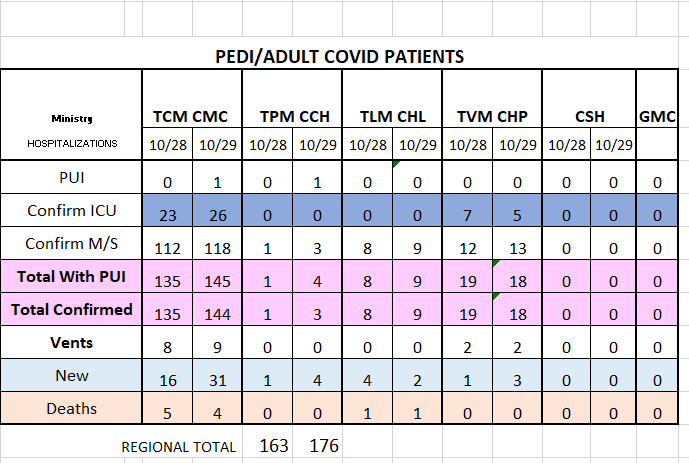 PEDI/ADULT COVID PATIENTS
Ministry TCM CMC TPM CCH TLM CHL TVM CHP CSH GMC
HOSPITALIZATIONS 10/28 10/29 10/28 10/29 10/28 10/29 10/28 10/29 10/28 10/29
PUI 0 1 0 1 0 0 0 0 0 0 0
Confirm ICU 23 26 0 0 0 0 7 5 0 0 0
Confirm M/S 112 118 1 3 8 9 12 13 0 0 0
Total With PUI 135 145 1 4 8 9 19 18 0 0 0
Total Confirmed 135 144 1 3 8 9 19 18 0 0 0
Vents 8 9 0 0 0 0 2 2 0 0 0
New 16 31 1 4 4 2 1 3 0 0 0
Deaths 5 4 0 0 1 1 0 0 0 0 0
REGIONAL TOTAL 163 176